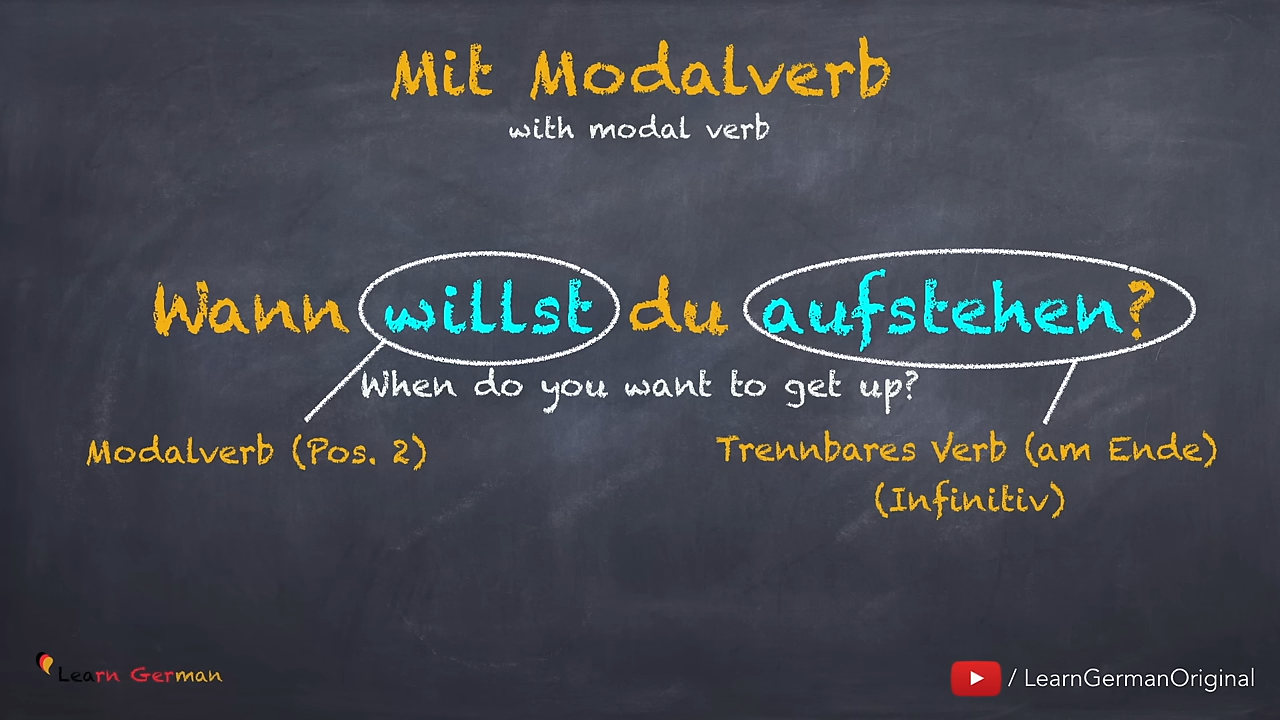 Mit Modalverb
with modal verb
Wann willst du aufstehen?
When do you want to get up?
Modalverb (Pos. 2)
Trennbares Verb (am Ende)
(Infinitiv)
Learn German
/ LearnGermanOriginal